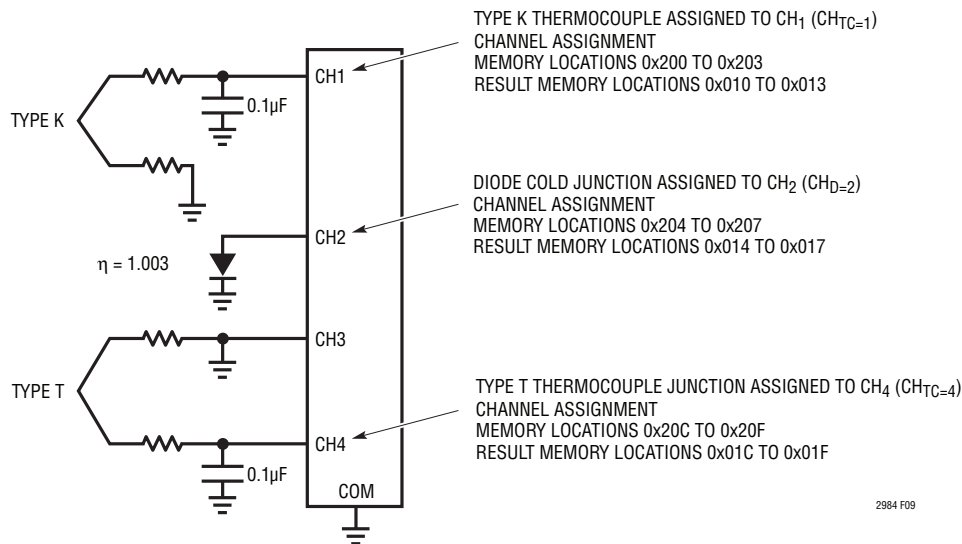 TYPE K THERMOCOUPLE ASSIGNED TO CH1 (CHTC=1)
CHANNEL ASSIGNMENT
MEMORY LOCATIONS 0x200 TO 0x203
RESULT MEMORY LOCATIONS 0x010 TO 0x013
CH1
0.1µF
TYPE K
DIODE COLD JUNCTION ASSIGNED TO CH2 (CHD=2)
CHANNEL ASSIGNMENT
MEMORY LOCATIONS 0x204 TO 0x207
RESULT MEMORY LOCATIONS 0x014 TO 0x017
CH2
η = 1.003
CH3
TYPE T
TYPE T THERMOCOUPLE JUNCTION ASSIGNED TO CH4 (CHTC=4)
CHANNEL ASSIGNMENT
MEMORY LOCATIONS 0x20C TO 0x20F
RESULT MEMORY LOCATIONS 0x01C TO 0x01F
CH4
0.1µF
COM
2984 F09